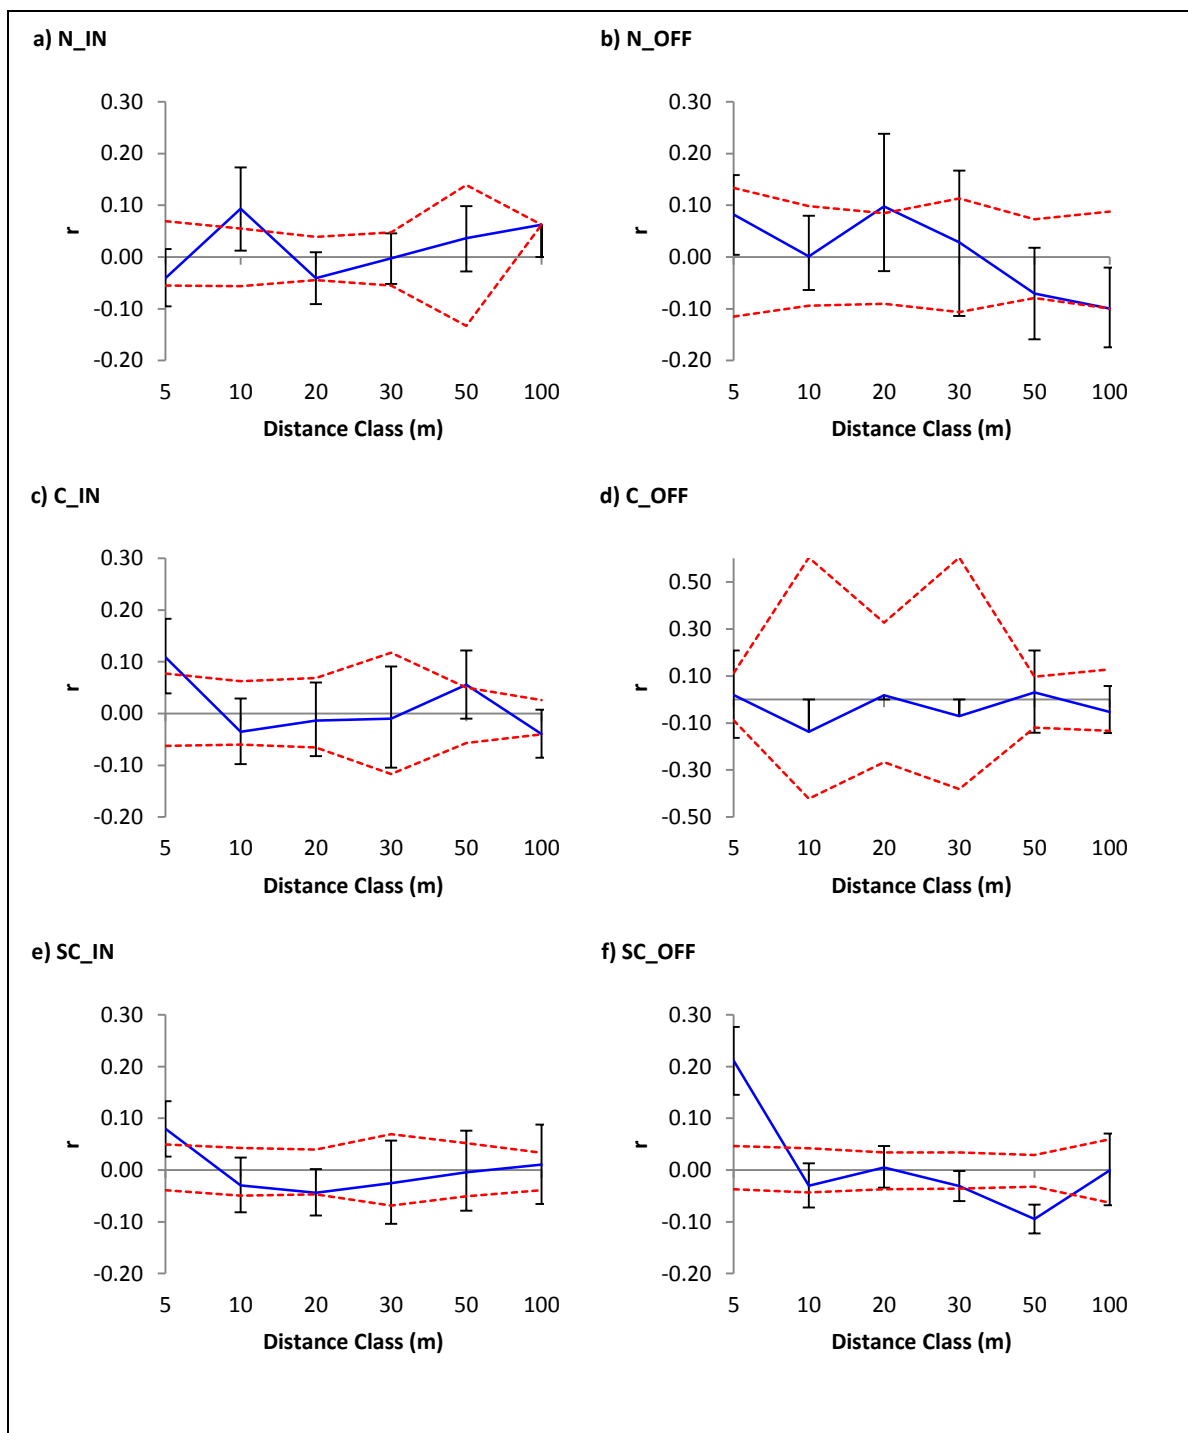 a) N_IN
b) N_OFF
0.30
0.20
0.10
0.00
-0.10
-0.20
r
5 10 20 30 50 100
Distance Class (m)
0.30
0.20
0.10
0.00
-0.10
-0.20
r
5 10 20 30 50 100
Distance Class (m)
c) C_IN
d) C_OFF
0.30
0.20
0.10
0.00
-0.10
-0.20
r
5 10 20 30 50 100
Distance Class (m)
0.50
0.30
0.10
-0.10
-0.30
-0.50
r
5 10 20 30 50 100
Distance Class (m)
e) SC_IN
f) SC_OFF
0.30
0.20
0.10
0.00
-0.10
-0.20
r
5 10 20 30 50 100
Distance Class (m)
0.30
0.20
0.10
0.00
-0.10
-0.20
r
5 10 20 30 50 100
Distance Class (m)